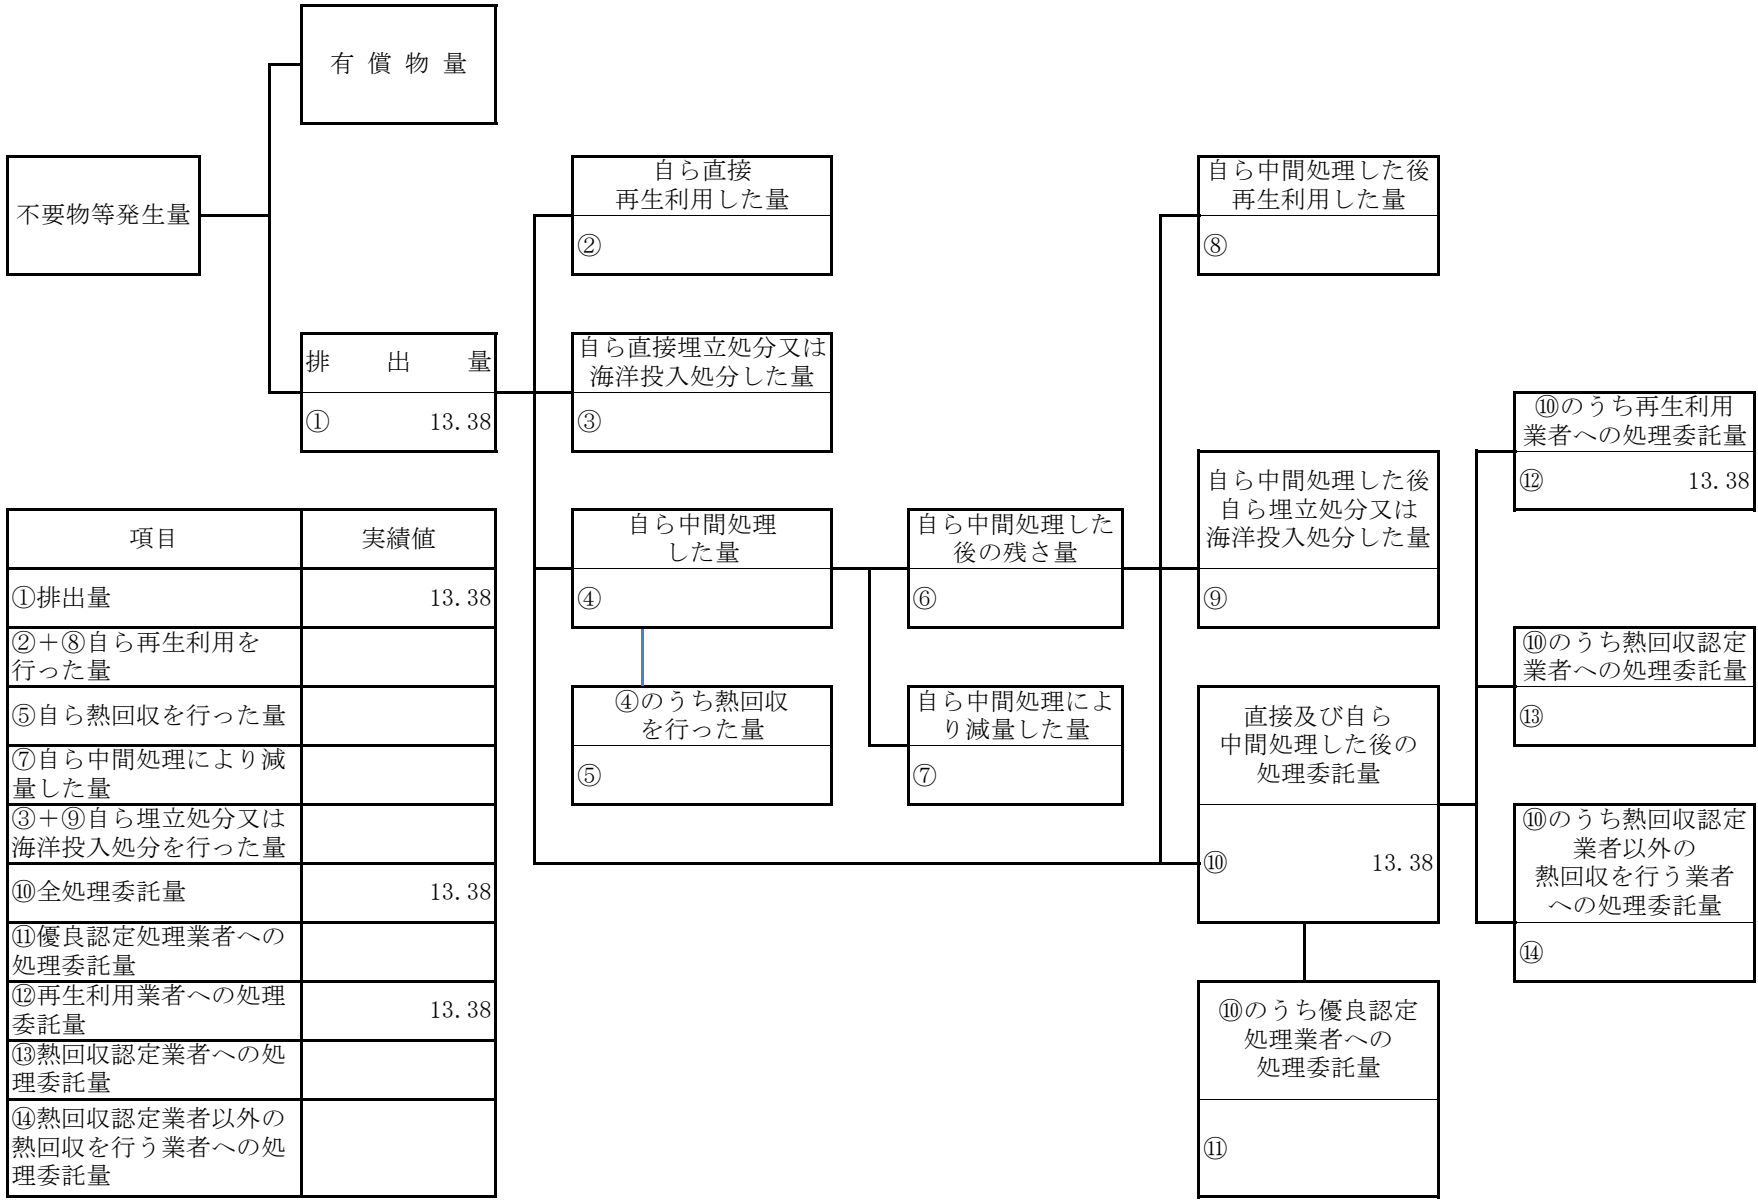 有 償 物 量
不要物等発生量
排 出 量
① 13.38
自ら直接
再生利用した量
②
自ら直接埋立処分又は
海洋投入処分した量
③
自ら中間処理
した量
④
④のうち熱回収
を行った量
⑤
自ら中間処理した
後の残さ量
⑥
自ら中間処理によ
り減量した量
⑦
自ら中間処理した後
再生利用した量
⑧
自ら中間処理した後
自ら埋立処分又は
海洋投入処分した量
⑨
直接及び自ら
中間処理した後の
処理委託量
⑩ 13.38
⑩のうち優良認定
処理業者への
処理委託量
⑪
⑩のうち再生利用
業者への処理委託量
⑫ 13.38
⑩のうち熱回収認定
業者への処理委託量
⑬
⑩のうち熱回収認定
業者以外の
熱回収を行う業者
への処理委託量
⑭
項目 実績値
①排出量 13.38
②＋⑧自ら再生利用を
行った量
⑤自ら熱回収を行った量
⑦自ら中間処理により減
量した量
③＋⑨自ら埋立処分又は
海洋投入処分を行った量
⑩全処理委託量 13.38
⑪優良認定処理業者への
処理委託量
⑫再生利用業者への処理
委託量 13.38
⑬熱回収認定業者への処
理委託量
⑭熱回収認定業者以外の
熱回収を行う業者への処
理委託量